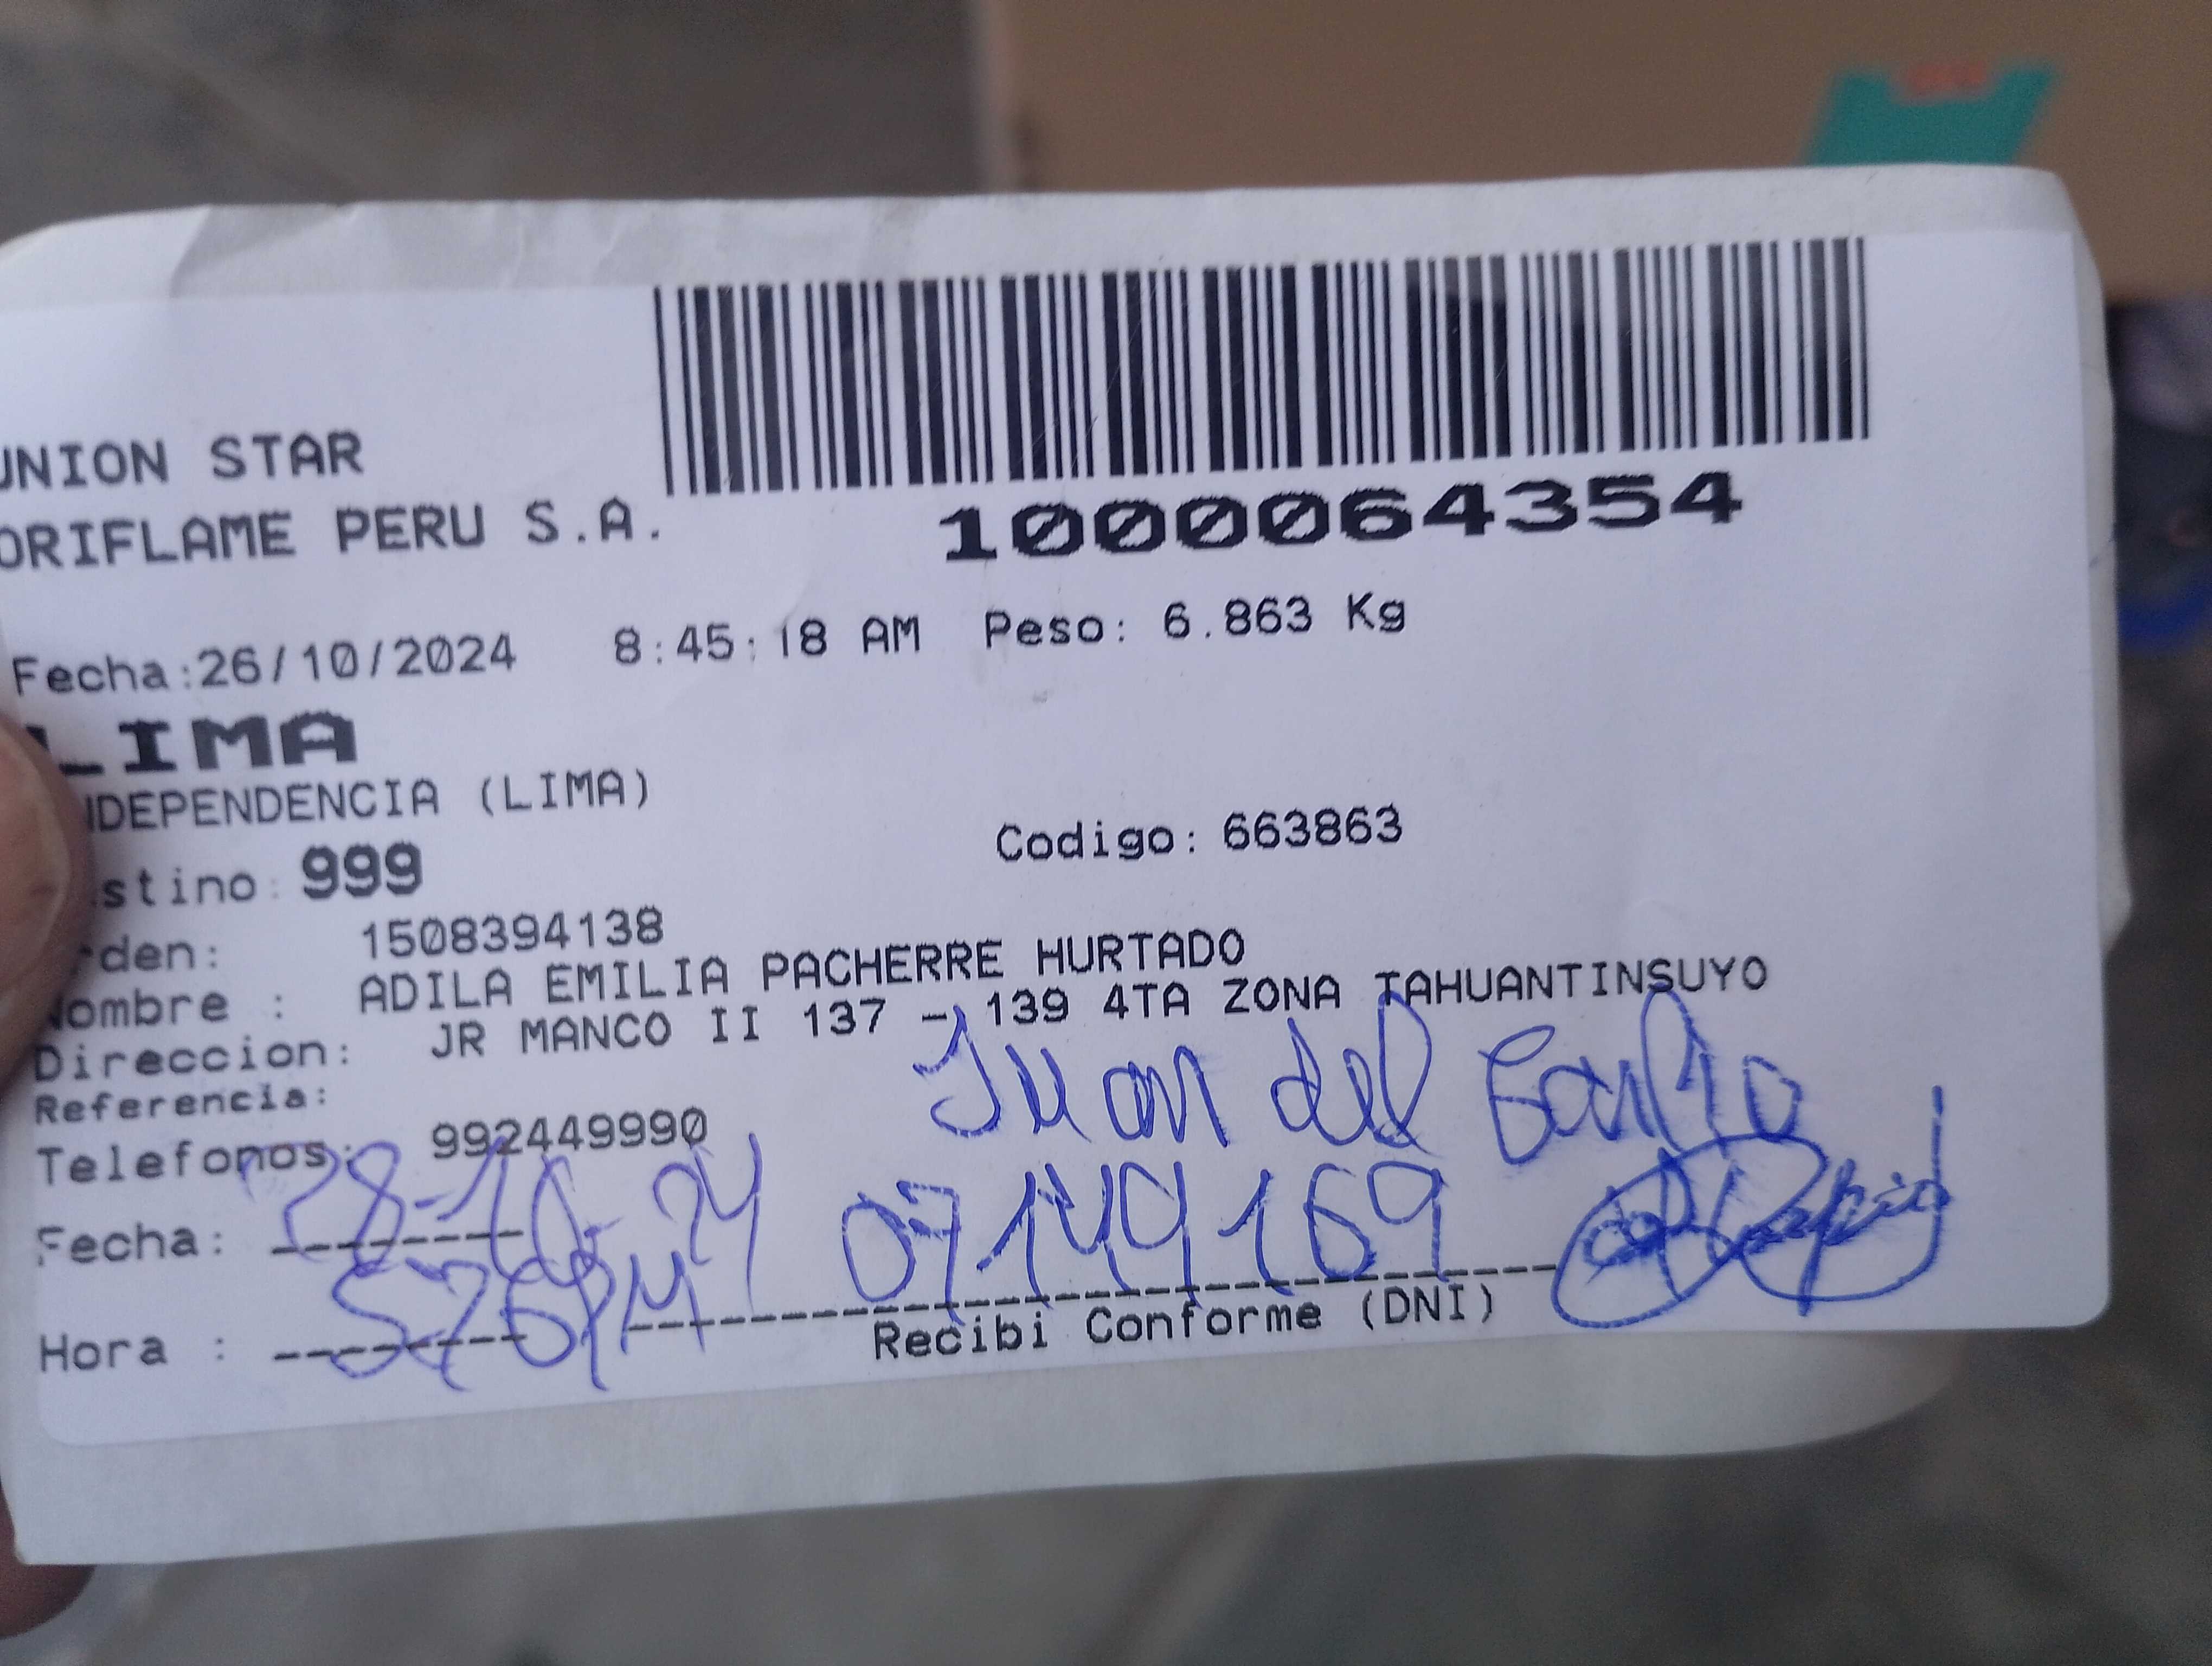 UNION STAR
ORIFLAME PERU S.A.
1000064354
Fecha:26/10/2024 8:45:18 AM Peso: 6.863 Kg
LIMA
NDEPENDENCIA (LIMA)
stino: 999 Codigo: 663863
rden: 1508394138
Nombre : ADILA EMILIA PACHERRE HURTADO
Direccion: JR MANCO II 137 - 139 4TA ZONA TAHUANTINSUYO
Referencia: Juan del
Telefonos: 992449990
Fecha: 28-10-24 07149169
Hora : 526PM
Recibi Conforme (DNI)